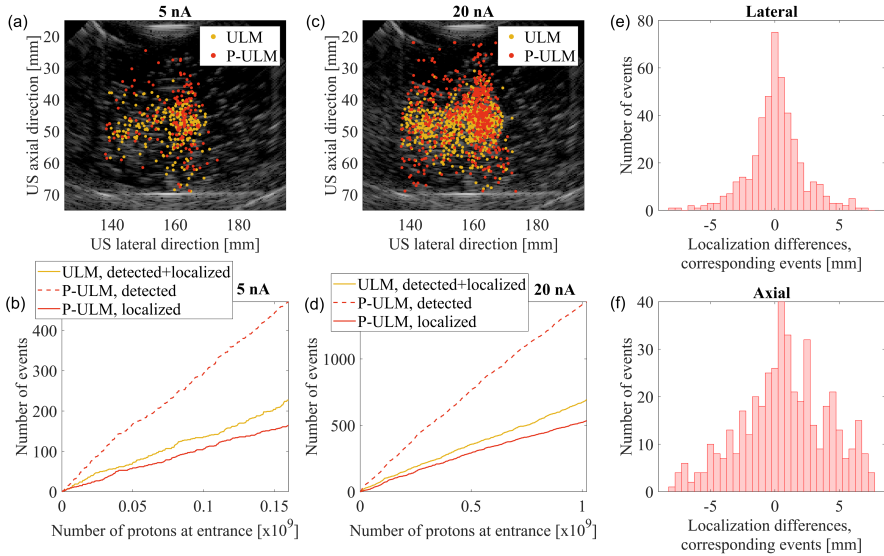 (a)
5 nA
ULM
P-ULM
20
30
40
50
60
70
US axial direction [mm]
140
160
180
US lateral direction [mm]
(c)
20 nA
ULM
P-ULM
20
30
40
50
60
70
US axial direction [mm]
140
160
180
US lateral direction [mm]
(e)
Lateral
80
60
40
20
0
Number of events
-5
0
5
Localization differences,
corresponding events [mm]
(b)
5 nA
ULM, detected+localized
P-ULM, detected
P-ULM, localized
400
300
200
100
0
Number of events
0
0.05
0.1
0.15
Number of protons at entrance [x10^9]
(d)
20 nA
ULM, detected+localized
P-ULM, detected
P-ULM, localized
1000
500
0
Number of events
0
0.5
1
Number of protons at entrance [x10^9]
(f)
Axial
40
30
20
10
0
Number of events
-5
0
5
Localization differences,
corresponding events [mm]